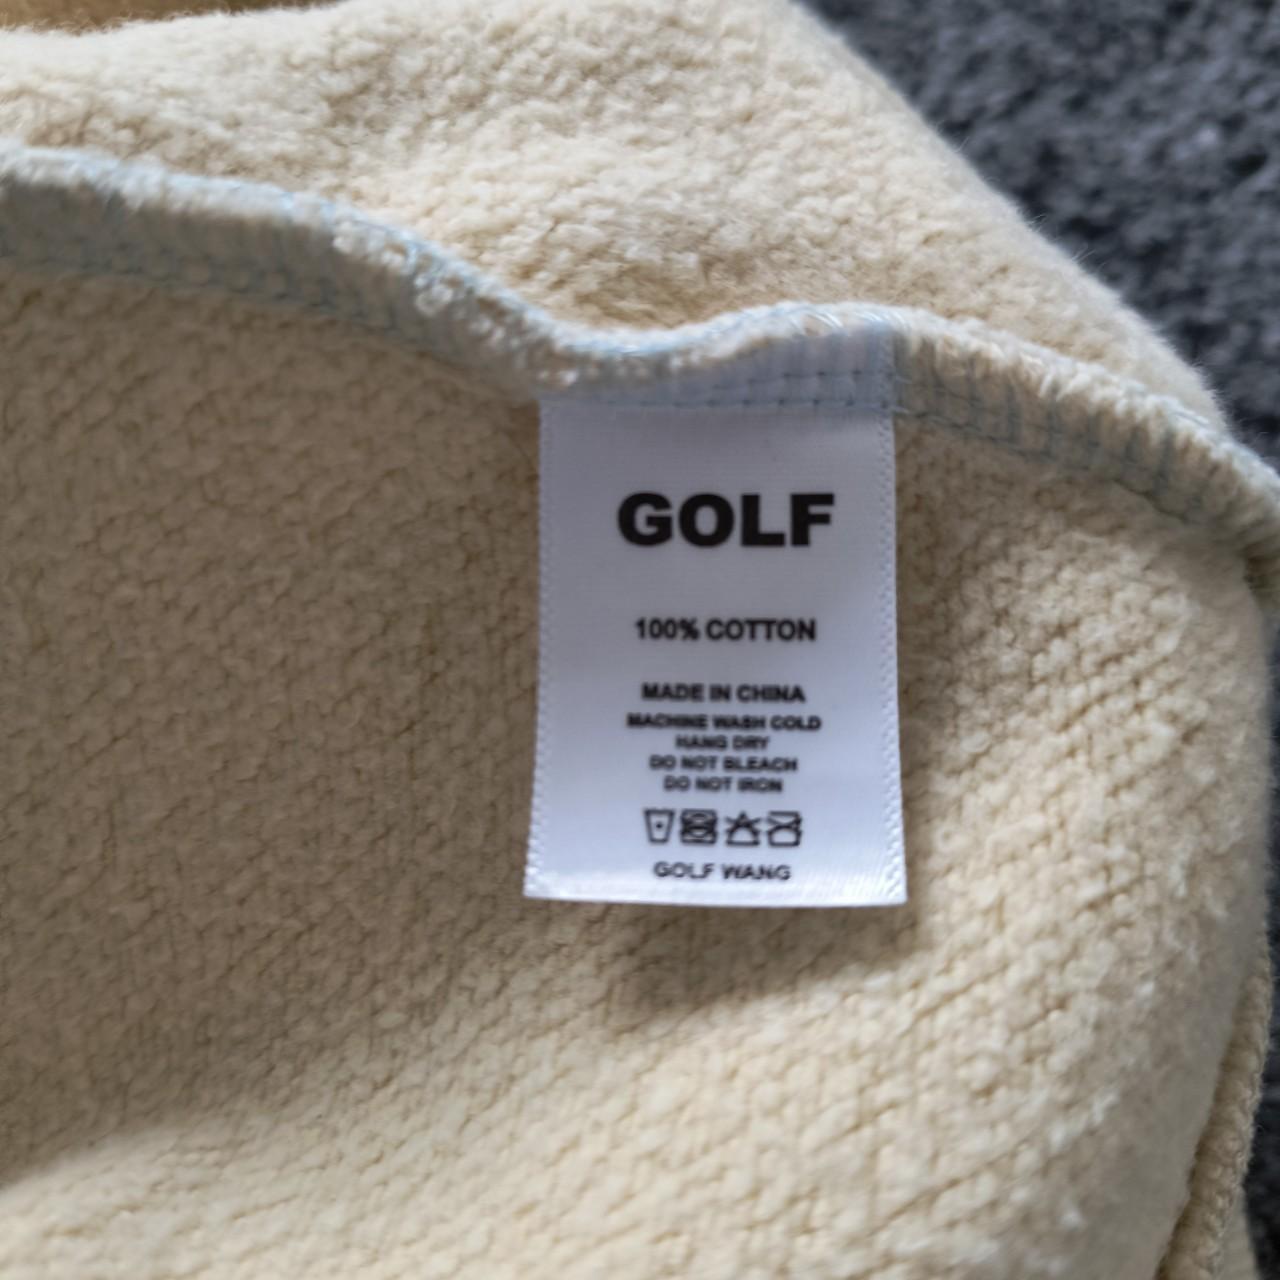 GOLF
100% COTTON
MADE IN CHINA
MACHINE WASH COLD
HANG DRY
DO NOT BLEACH
DO NOT IRON
GOLF WANG